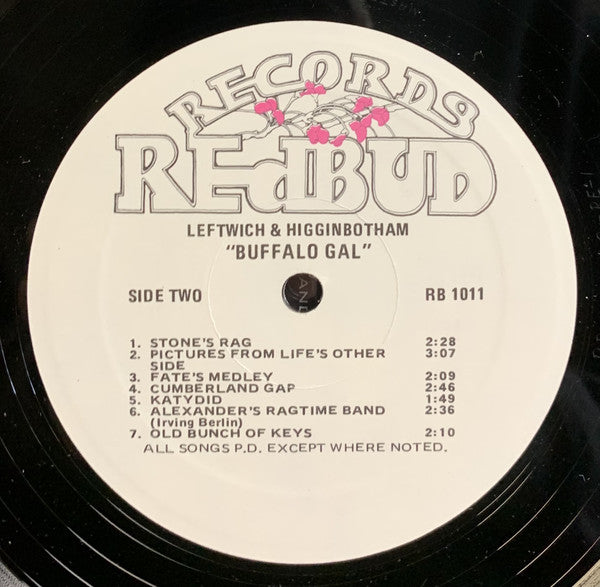 RECORDS
REdBUD
LEFTWICH & HIGGINBOTHAM
"BUFFALO GAL"
SIDE TWO RB 1011
1. STONE'S RAG 2:28
2. PICTURES FROM LIFE'S OTHER 3:07
SIDE
3. FATE'S MEDLEY 2:09
4. CUMBERLAND GAP 2:46
5. KATYDID 1:49
6. ALEXANDER'S RAGTIME BAND 2:36
(Irving Berlin)
7. OLD BUNCH OF KEYS 2:10
ALL SONGS P.D. EXCEPT WHERE NOTED.